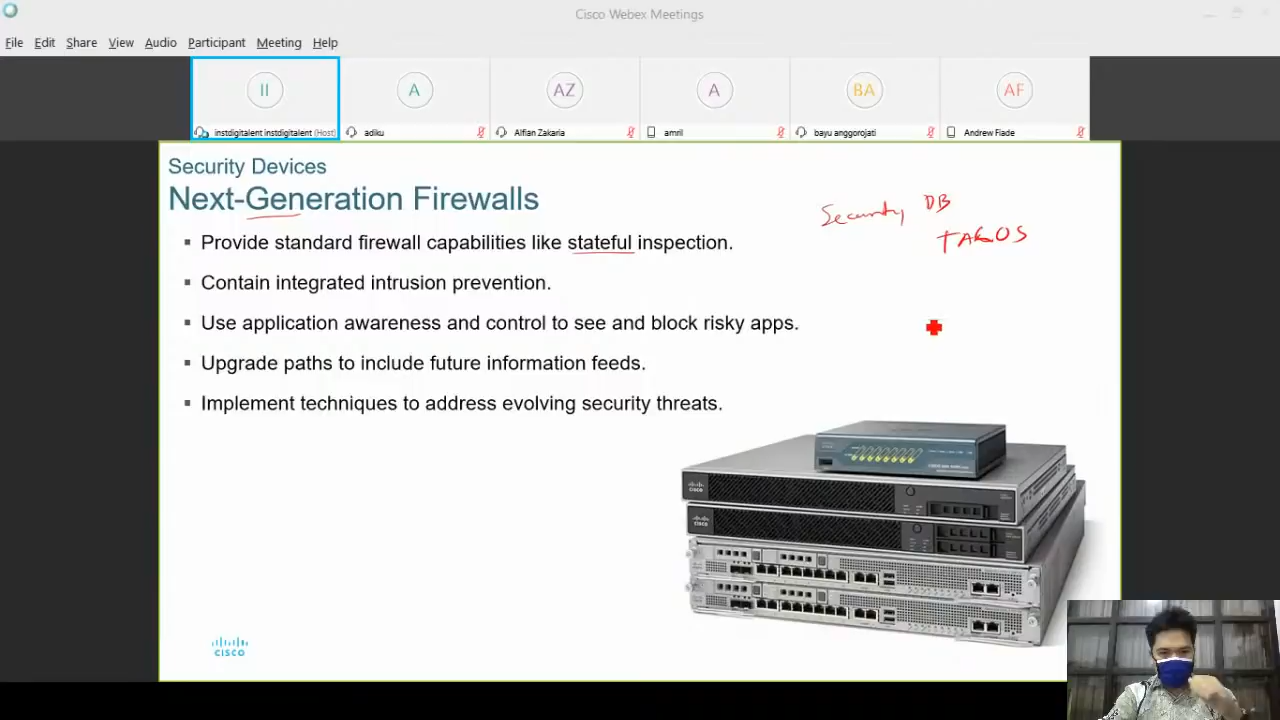 Cisco Webex Meetings
File Edit Share View Audio Participant Meeting Help
II A AZ A BA AF
instdigitalent instdigitalent (Host) adiku Alfian Zakaria amril bayu anggorojati Andrew Fiade
Security Devices
Next-Generation Firewalls
Security DB
TALOS
▪ Provide standard firewall capabilities like stateful inspection.
▪ Contain integrated intrusion prevention.
▪ Use application awareness and control to see and block risky apps.
▪ Upgrade paths to include future information feeds.
▪ Implement techniques to address evolving security threats.
CISCO
CISCO
CISCO